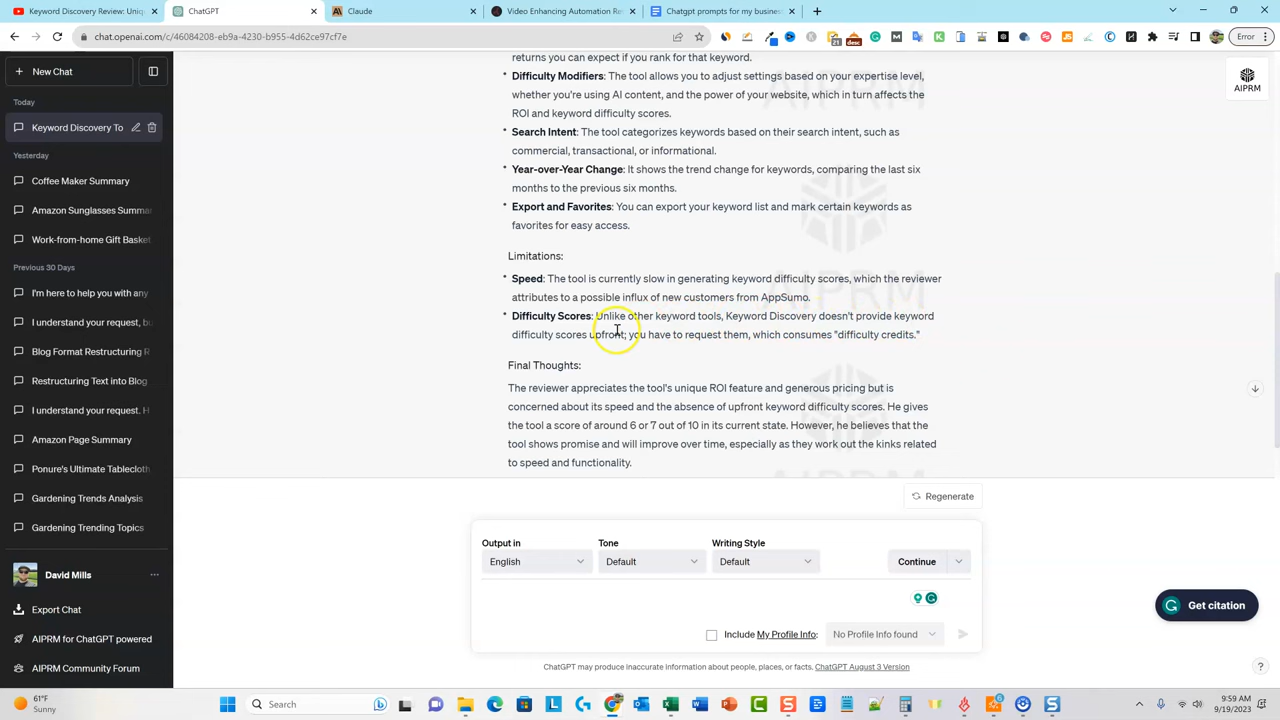 Keyword Discovery Review: Uniq
ChatGPT
Claude
Video Enhancing Automation Re
Chatgpt prompts for my busines
chat.openai.com/c/46084208-eb9a-4230-b955-4d62ce97cf7e
21
desc
Error
New Chat
Today
Keyword Discovery To
Yesterday
Coffee Maker Summary
Amazon Sunglasses Summa
Work-from-home Gift Basket
Previous 30 Days
I'm here to help you with any
I understand your request, bu
Blog Format Restructuring R
Restructuring Text into Blog
I understand your request. H
Amazon Page Summary
Ponure's Ultimate Tablecloth
Gardening Trends Analysis
Gardening Trending Topics
David Mills
Export Chat
AIPRM for ChatGPT powered
AIPRM Community Forum
AIPRM
returns you can expect if you rank for that keyword.
Difficulty Modifiers: The tool allows you to adjust settings based on your expertise level,
whether you're using AI content, and the power of your website, which in turn affects the
ROI and keyword difficulty scores.
Search Intent: The tool categorizes keywords based on their search intent, such as
commercial, transactional, or informational.
Year-over-Year Change: It shows the trend change for keywords, comparing the last six
months to the previous six months.
Export and Favorites: You can export your keyword list and mark certain keywords as
favorites for easy access.
Limitations:
Speed: The tool is currently slow in generating keyword difficulty scores, which the reviewer
attributes to a possible influx of new customers from AppSumo.
Difficulty Scores: Unlike other keyword tools, Keyword Discovery doesn't provide keyword
difficulty scores upfront; you have to request them, which consumes "difficulty credits."
Final Thoughts:
The reviewer appreciates the tool's unique ROI feature and generous pricing but is
concerned about its speed and the absence of upfront keyword difficulty scores. He gives
the tool a score of around 6 or 7 out of 10 in its current state. However, he believes that the
tool shows promise and will improve over time, especially as they work out the kinks related
to speed and functionality.
AIPRM
AIPRM
AIPRM
Regenerate
Output in
Tone
Writing Style
English
Default
Default
Continue
Include My Profile Info:
No Profile Info found
Get citation
ChatGPT may produce inaccurate information about people, places, or facts. ChatGPT August 3 Version
?
61°F
Sunny
Search
9:59 AM
9/19/2023